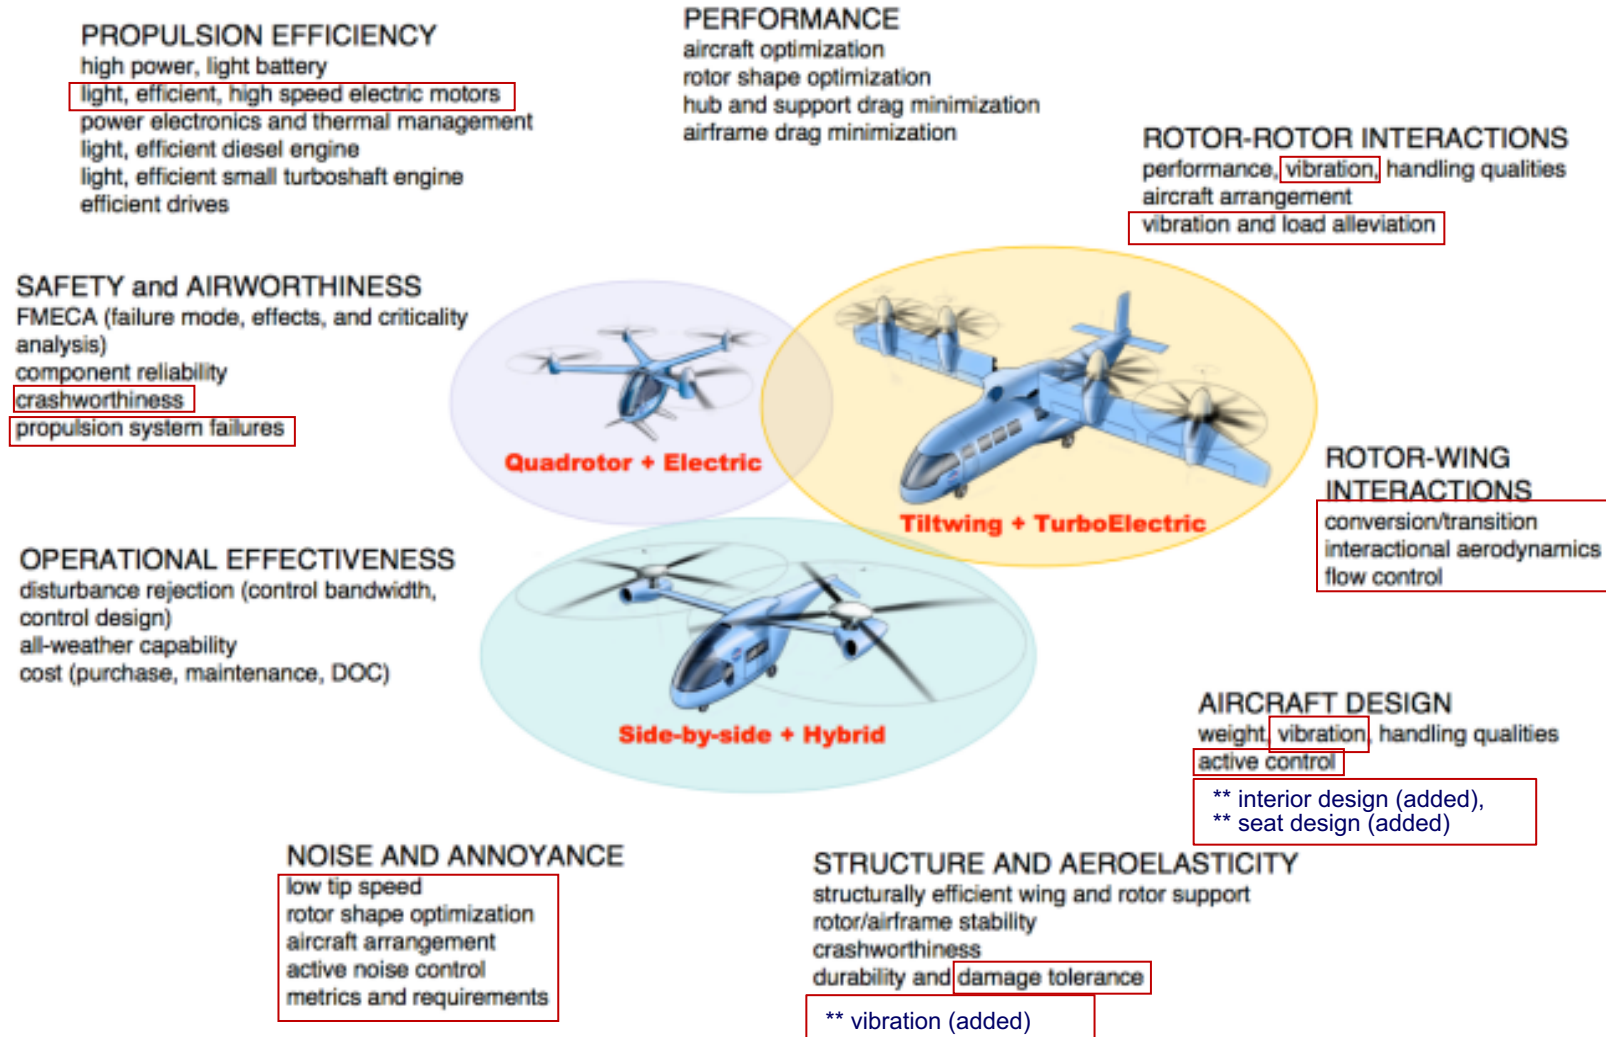 PROPULSION EFFICIENCY
high power, light battery
light, efficient, high speed electric motors
power electronics and thermal management
light, efficient diesel engine
light, efficient small turboshaft engine
efficient drives
PERFORMANCE
aircraft optimization
rotor shape optimization
hub and support drag minimization
airframe drag minimization
ROTOR-ROTOR INTERACTIONS
performance, vibration, handling qualities
aircraft arrangement
vibration and load alleviation
SAFETY and AIRWORTHINESS
FMECA (failure mode, effects, and criticality
analysis)
component reliability
crashworthiness
propulsion system failures
Quadrotor + Electric
Tiltwing + TurboElectric
ROTOR-WING
INTERACTIONS
conversion/transition
interactional aerodynamics
flow control
OPERATIONAL EFFECTIVENESS
disturbance rejection (control bandwidth,
control design)
all-weather capability
cost (purchase, maintenance, DOC)
Side-by-side + Hybrid
AIRCRAFT DESIGN
weight, vibration, handling qualities
active control
** interior design (added),
** seat design (added)
NOISE AND ANNOYANCE
low tip speed
rotor shape optimization
aircraft arrangement
active noise control
metrics and requirements
STRUCTURE AND AEROELASTICITY
structurally efficient wing and rotor support
rotor/airframe stability
crashworthiness
durability and damage tolerance
** vibration (added)